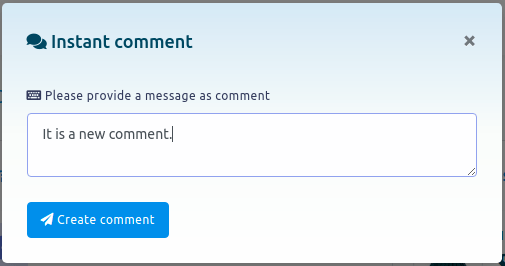 Instant comment
Please provide a message as comment
It is a new comment.
Create comment